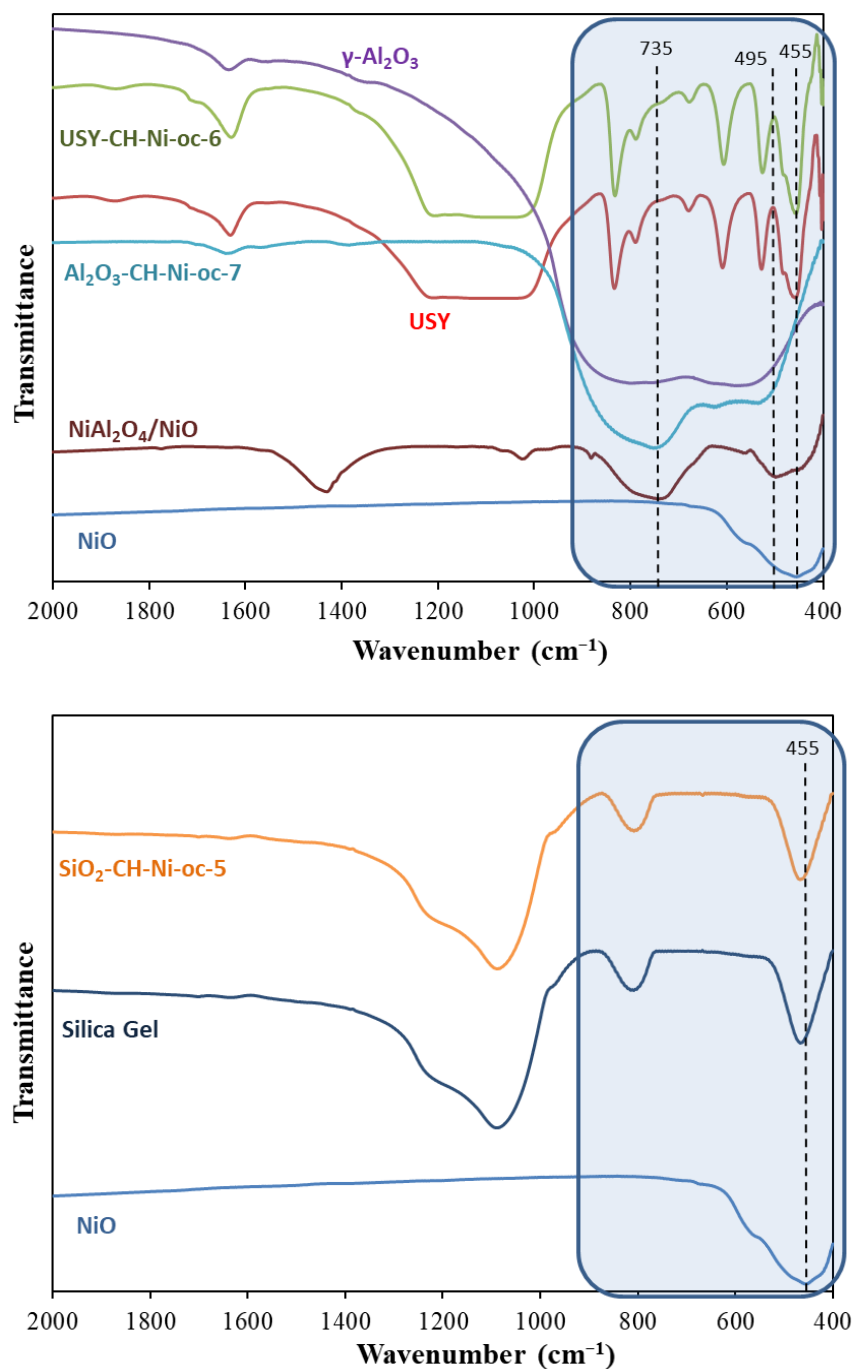 γ-Al₂O₃
735
495
455
USY-CH-Ni-oc-6
Al₂O₃-CH-Ni-oc-7
USY
NiAl₂O₄/NiO
NiO
Transmittance
2000 1800 1600 1400 1200 1000 800 600 400
Wavenumber (cm⁻¹)
455
SiO₂-CH-Ni-oc-5
Silica Gel
NiO
Transmittance
2000 1800 1600 1400 1200 1000 800 600 400
Wavenumber (cm⁻¹)